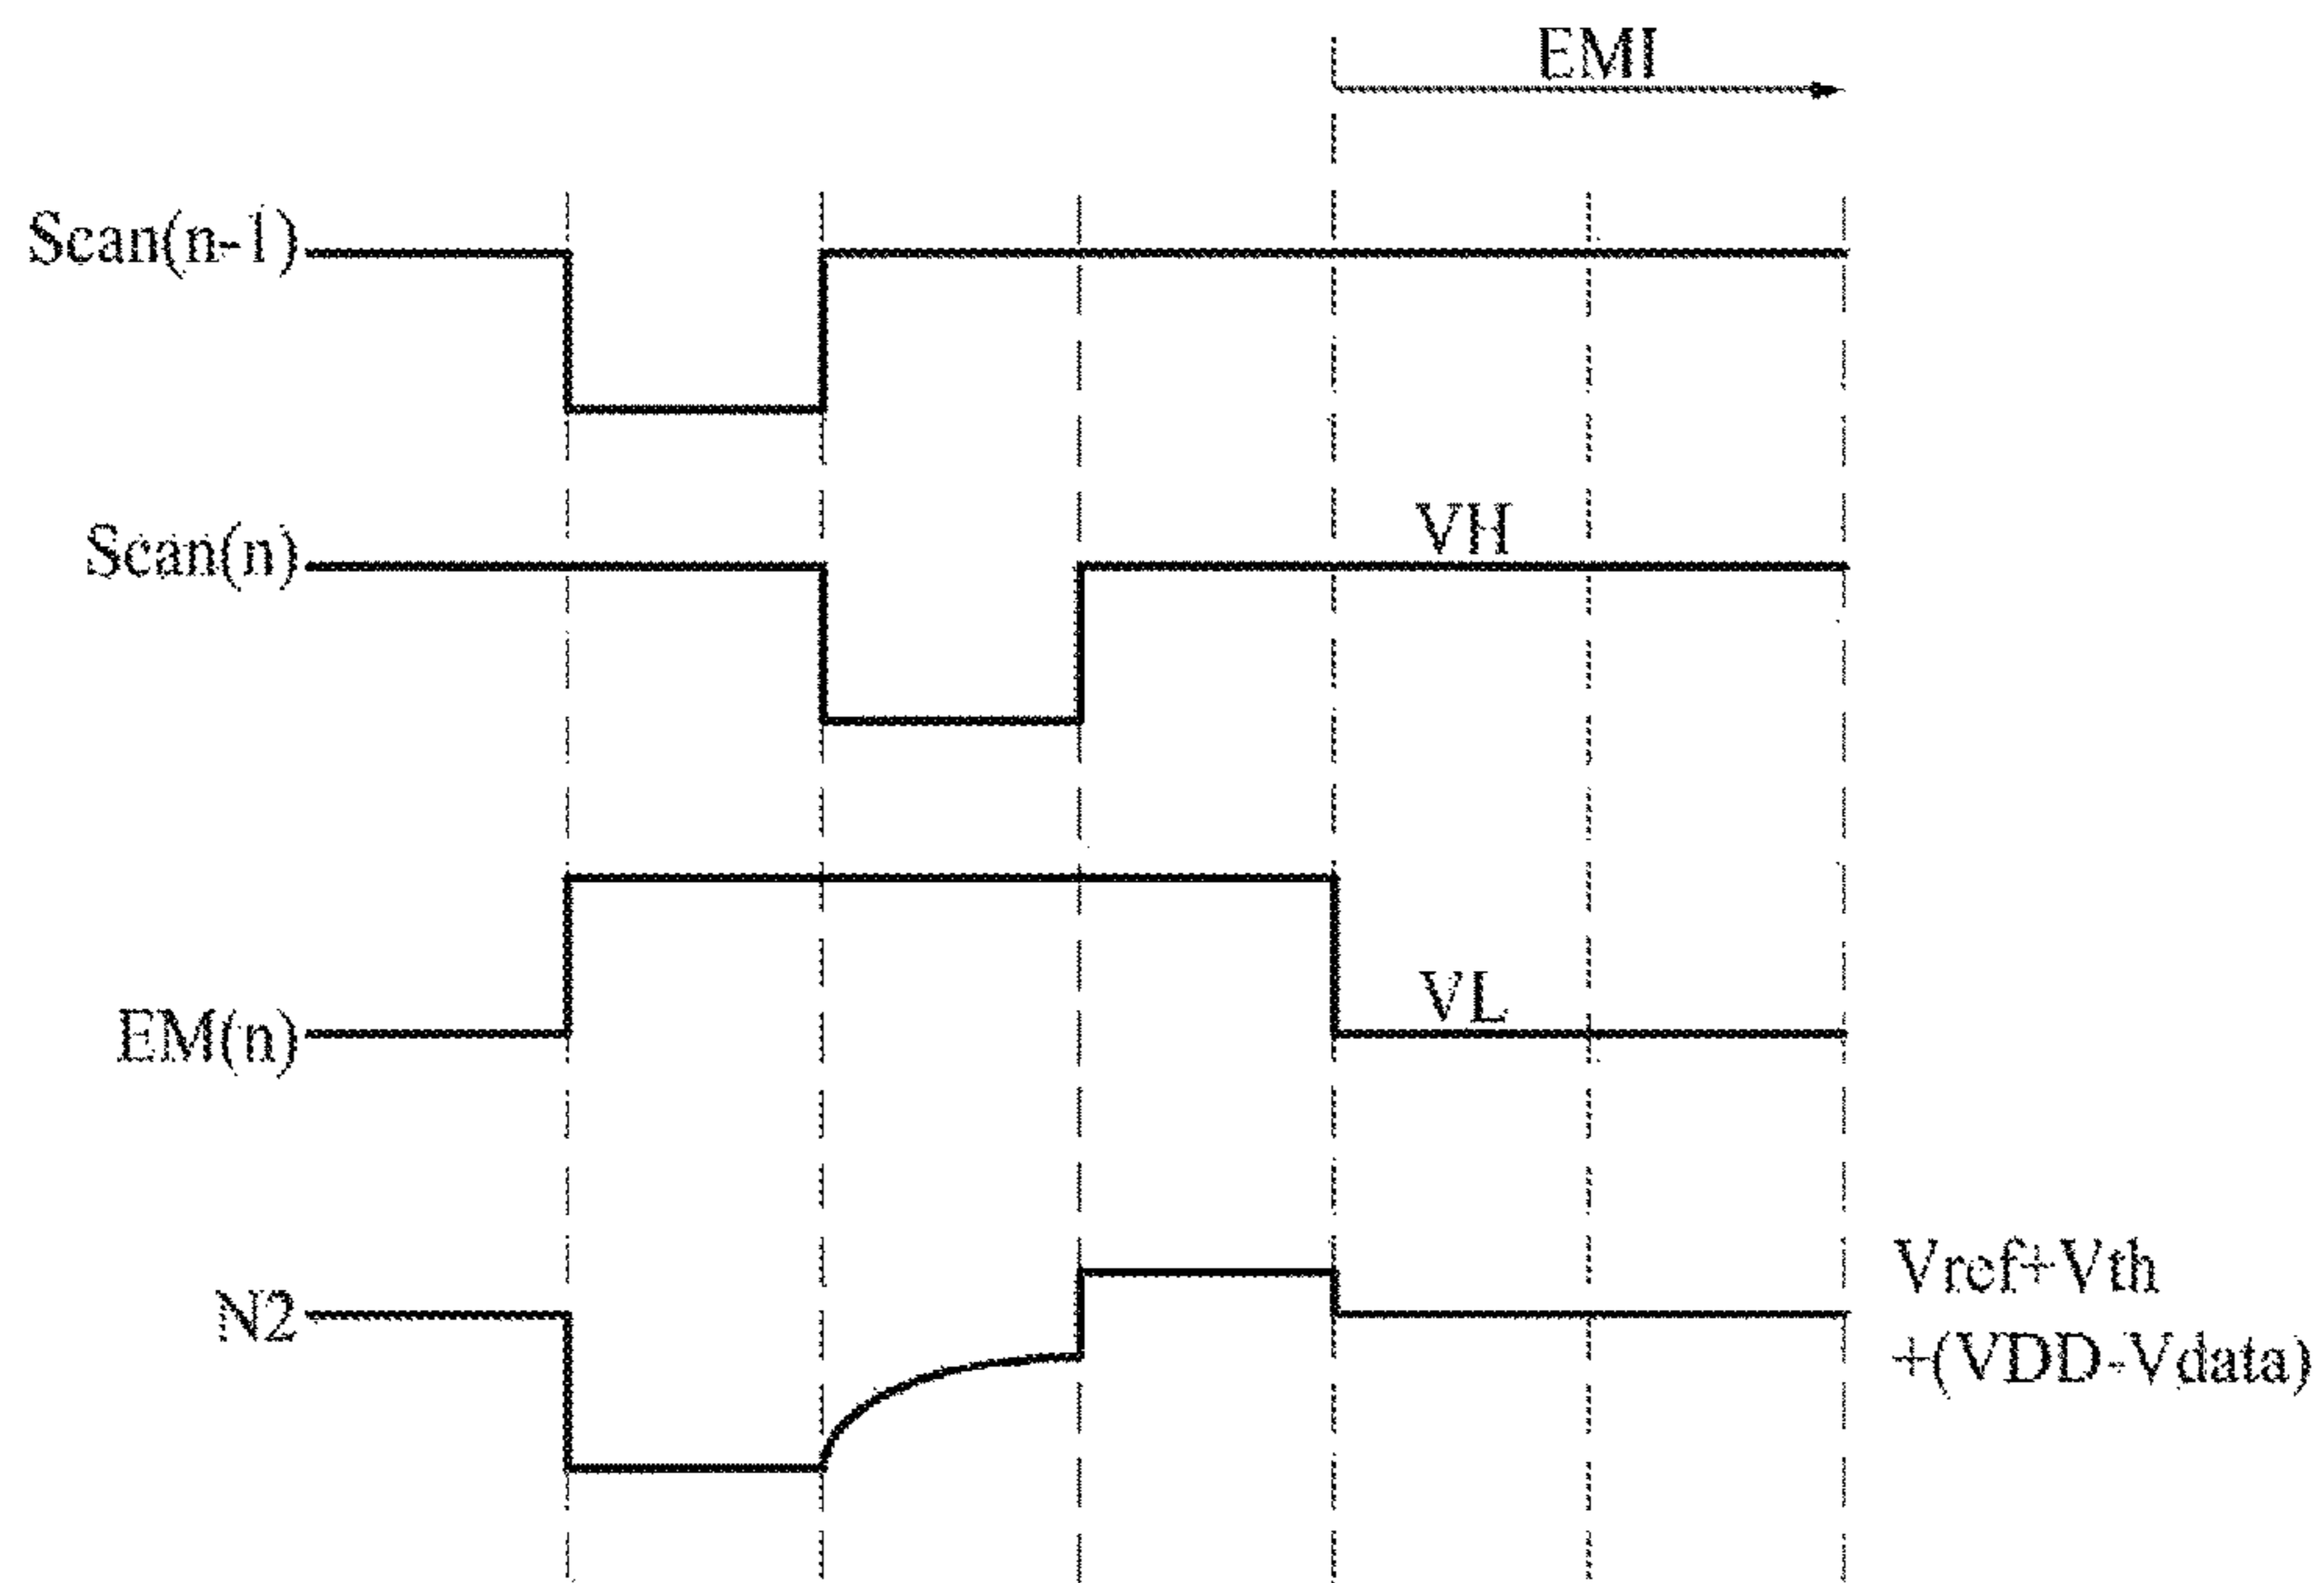 EMI
Scan(n-1)
Scan(n)
VH
EM(n)
VL
N2
Vref+Vth
+(VDD-Vdata)